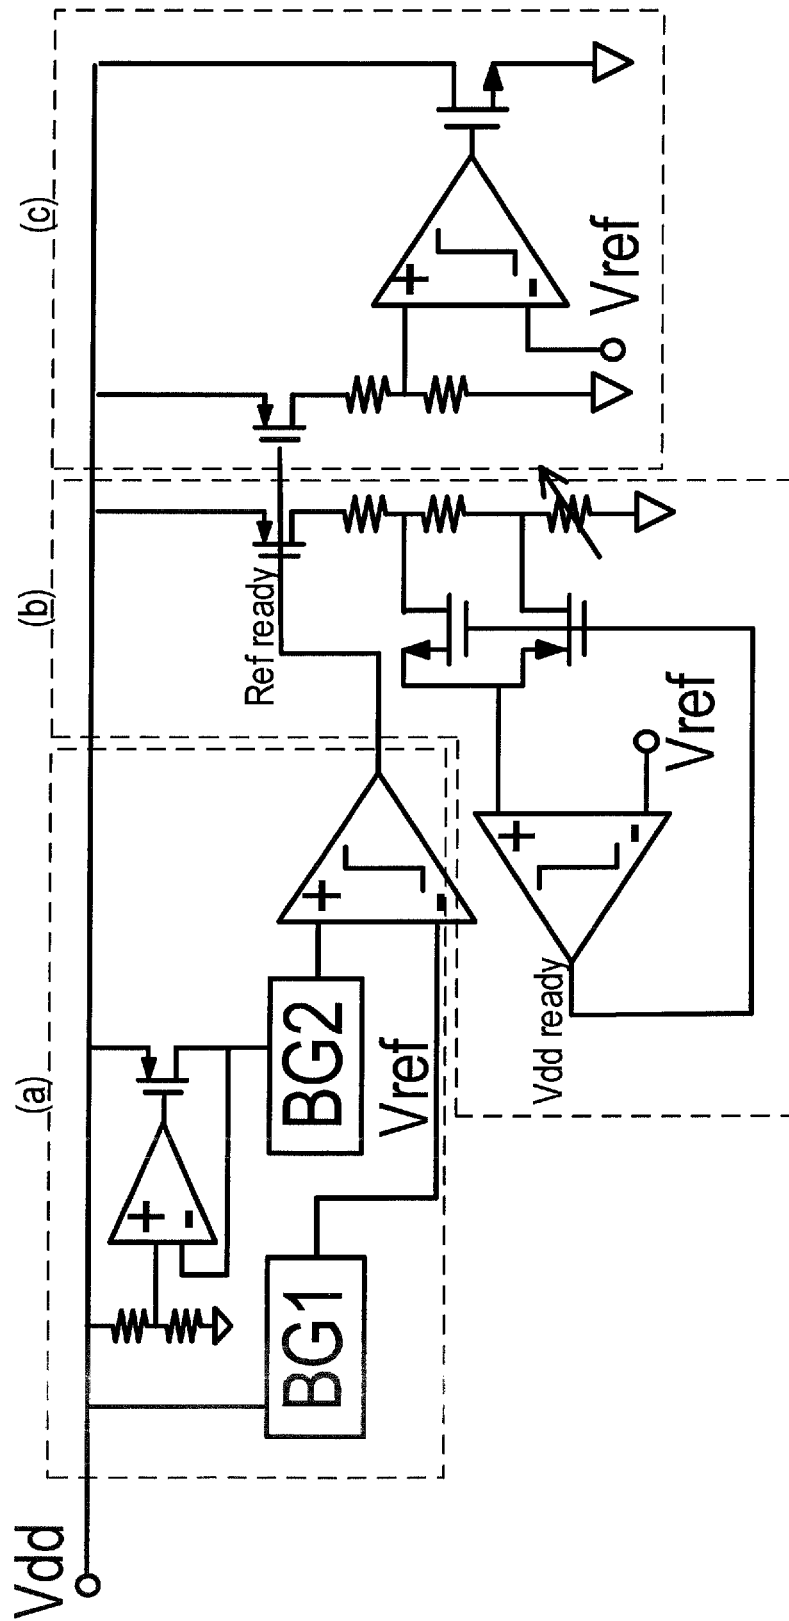 Vdd
(a)
(b)
(c)
+
-
BG1
BG2
Vref
+
-
Ref ready
Vdd ready
+
-
Vref
+
-
Vref